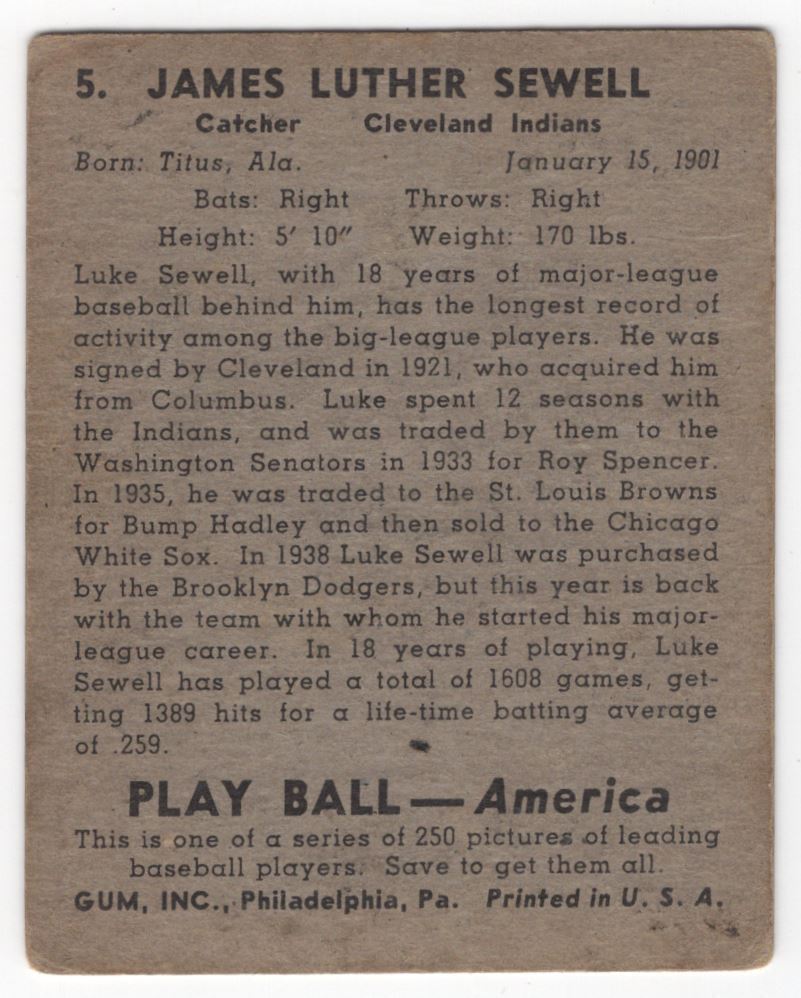 5. JAMES LUTHER SEWELL
Catcher Cleveland Indians
Born: Titus, Ala. January 15, 1901
Bats: Right Throws: Right
Height: 5′ 10″ Weight: 170 lbs.
Luke Sewell, with 18 years of major-league
baseball behind him, has the longest record of
activity among the big-league players. He was
signed by Cleveland in 1921, who acquired him
from Columbus. Luke spent 12 seasons with
the Indians, and was traded by them to the
Washington Senators in 1933 for Roy Spencer.
In 1935, he was traded to the St. Louis Browns
for Bump Hadley and then sold to the Chicago
White Sox. In 1938 Luke Sewell was purchased
by the Brooklyn Dodgers, but this year is back
with the team with whom he started his major-
league career. In 18 years of playing, Luke
Sewell has played a total of 1608 games, get-
ting 1389 hits for a life-time batting average
of .259.
PLAY BALL—America
This is one of a series of 250 pictures of leading
baseball players. Save to get them all.
GUM, INC., Philadelphia, Pa. Printed in U. S. A.